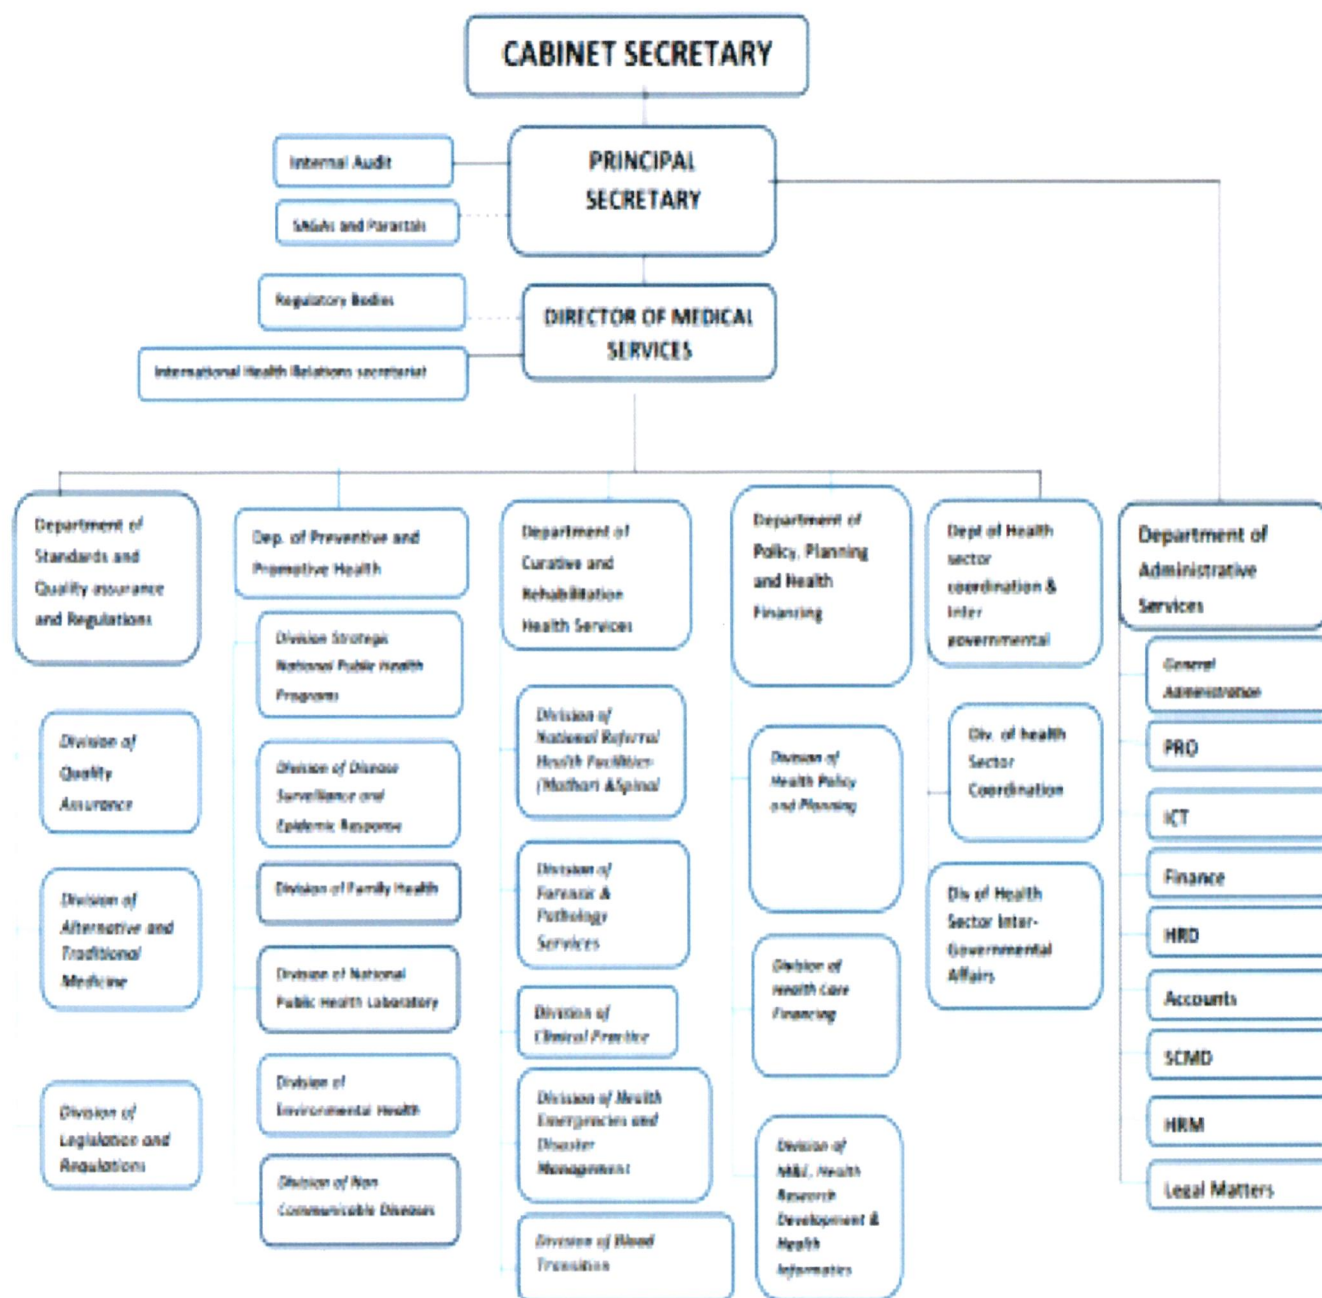 CABINET SECRETARY
PRINCIPAL
SECRETARY
Internal Audit
SAGAs and Parastals
Regulatory Bodies
DIRECTOR OF MEDICAL
SERVICES
International Health Relations secretariat
Department of
Standards and
Quality assurance
and Regulations
Division of
Quality
Assurance
Division of
Alternative and
Traditional
Medicine
Division of
Legislation and
Regulations
Dep. of Preventive and
Promotive Health
Division Strategic
National Public Health
Programs
Division of Disease
Surveillance and
Epidemic Response
Division of Family Health
Division of National
Public Health Laboratory
Division of
Environmental Health
Division of Non
Communicable Diseases
Department of
Curative and
Rehabilitation
Health Services
Division of
National Referral
Health Facilities-
(Mathari &Spinal
Division of
Forensic &
Pathology
Services
Division of
Clinical Practice
Division of Health
Emergencies and
Disaster
Management
Division of Blood
Transition
Department of
Policy, Planning
and Health
Financing
Division of
Health Policy
and Planning
Division of
Health Care
Financing
Division of
M&E, Health
Research
Development &
Health
Informatics
Dept of Health
sector
coordination &
Inter
governmental
Div. of health
Sector
Coordination
Div of Health
Sector Inter-
Governmental
Affairs
Department of
Administrative
Services
General
Administration
PRO
ICT
Finance
HRD
Accounts
SCMD
HRM
Legal Matters